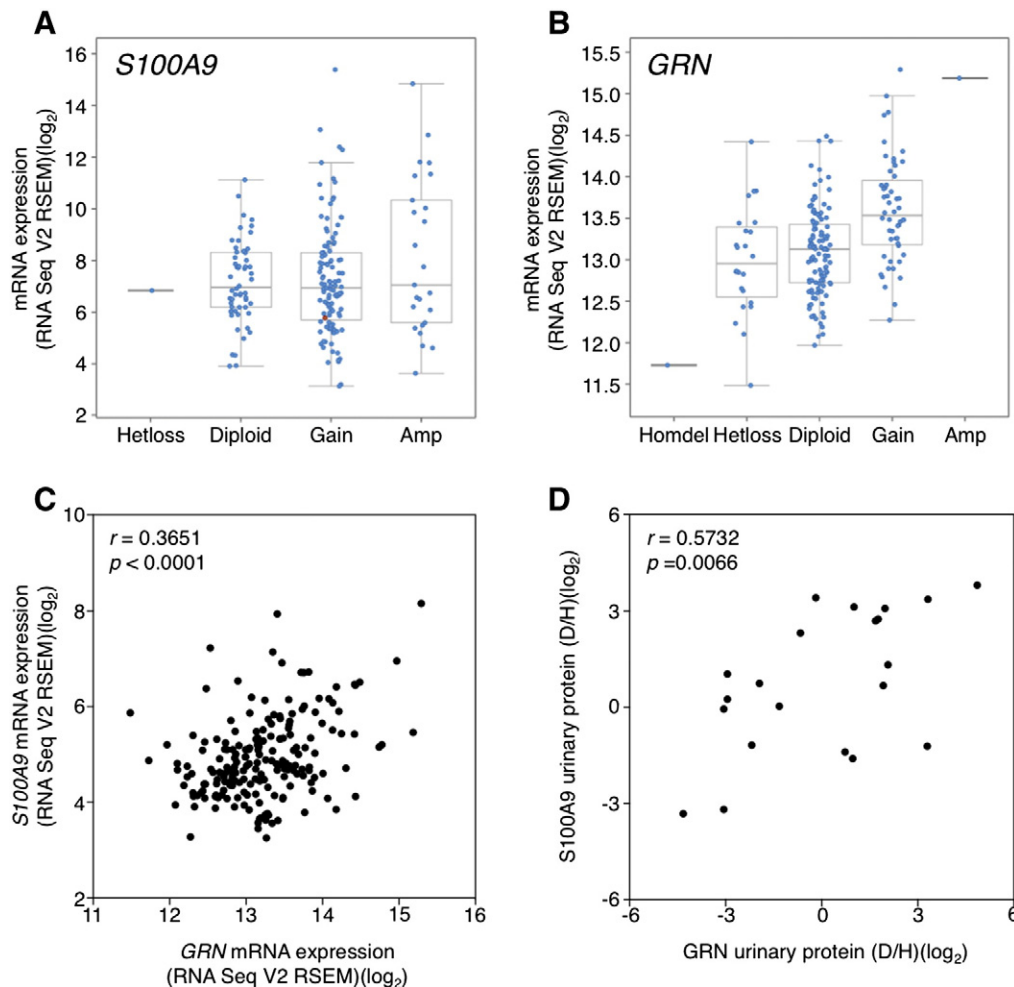 A
S100A9
mRNA expression
(RNA Seq V2 RSEM)(log2)
16
14
12
10
8
6
4
2
Hetloss Diploid Gain Amp
B
GRN
mRNA expression
(RNA Seq V2 RSEM)(log2)
15.5
15.0
14.5
14.0
13.5
13.0
12.5
12.0
11.5
Homdel Hetloss Diploid Gain Amp
C
r = 0.3651
p < 0.0001
S100A9 mRNA expression
(RNA Seq V2 RSEM)(log2)
10
8
6
4
2
11 12 13 14 15 16
GRN mRNA expression
(RNA Seq V2 RSEM)(log2)
D
r = 0.5732
p =0.0066
S100A9 urinary protein (D/H)(log2)
6
3
0
-3
-6
-6 -3 0 3 6
GRN urinary protein (D/H)(log2)